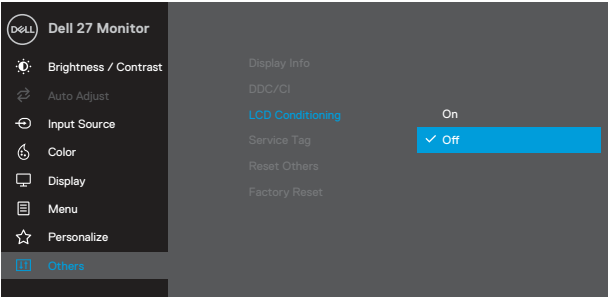 DELL
Dell 27 Monitor
Brightness / Contrast
Auto Adjust
Input Source
Color
Display
Menu
Personalize
Others
Display Info
DDC/CI
LCD Conditioning
Service Tag
Reset Others
Factory Reset
On
Off